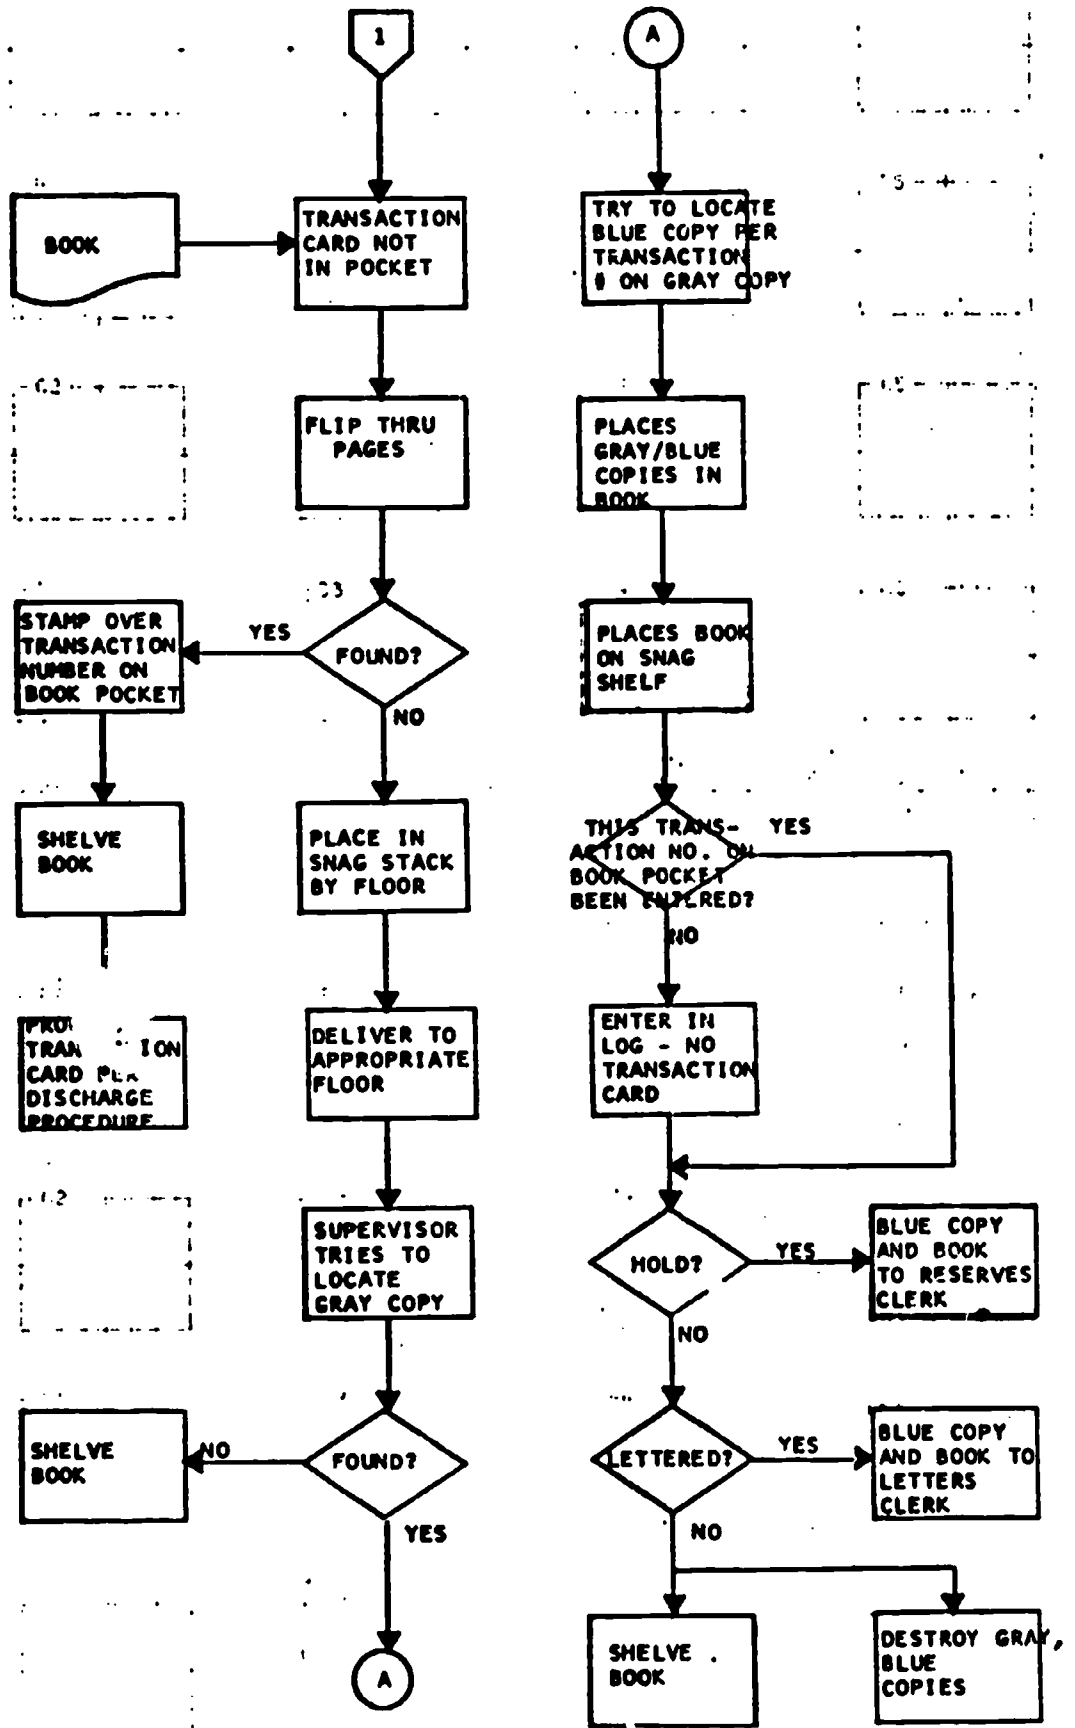 1
BOOK
TRANSACTION
CARD NOT
IN POCKET
FLIP THRU
PAGES
FOUND?
YES
NO
STAMP OVER
TRANSACTION
NUMBER ON
BOOK POCKET
SHELVE
BOOK
CARD PER
DISCHARGE
PROCEDURE
PLACE IN
SNAG STACK
BY FLOOR
DELIVER TO
APPROPRIATE
FLOOR
SUPERVISOR
TRIES TO
LOCATE
GRAY COPY
FOUND?
NO
SHELVE
BOOK
YES
A
A
TRY TO LOCATE
BLUE COPY PER
TRANSACTION
# ON GRAY COPY
PLACES
GRAY/BLUE
COPIES IN
BOOK
PLACES BOOK
ON SNAG
SHELF
THIS TRANS-
ACTION NO. ON
BOOK POCKET
BEEN ENTERED?
YES
NO
ENTER IN
LOG - NO
TRANSACTION
CARD
HOLD?
YES
BLUE COPY
AND BOOK
TO RESERVES
CLERK
NO
LETTERED?
YES
BLUE COPY
AND BOOK TO
LETTERS
CLERK
NO
SHELVE
BOOK
DESTROY GRAY,
BLUE
COPIES